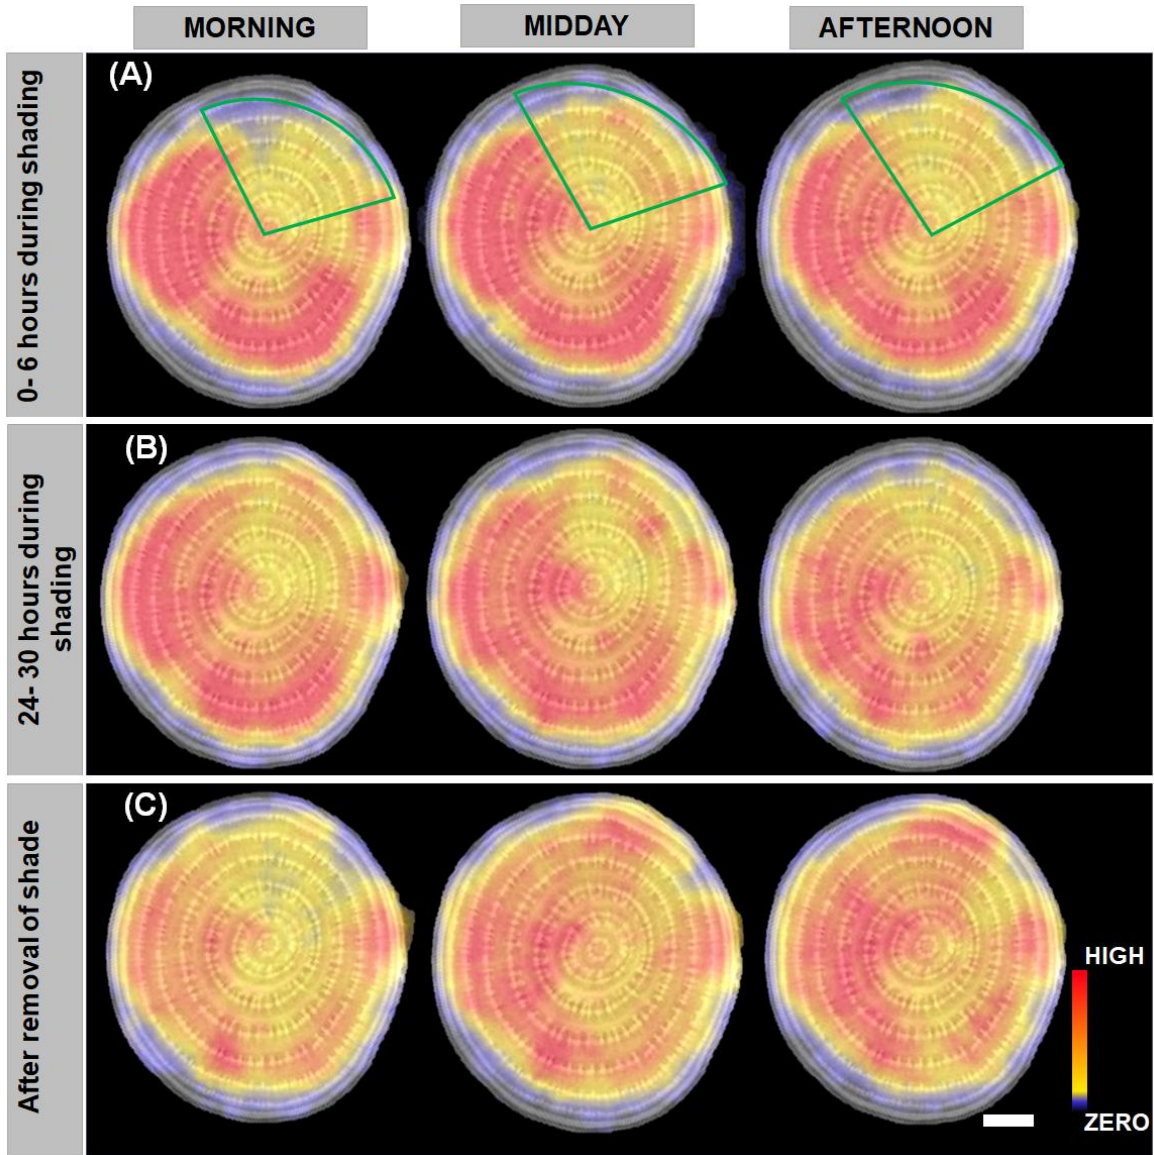 MORNING
MIDDAY
AFTERNOON
0- 6 hours during shading
(A)
24- 30 hours during
shading
(B)
After removal of shade
(C)
HIGH
ZERO